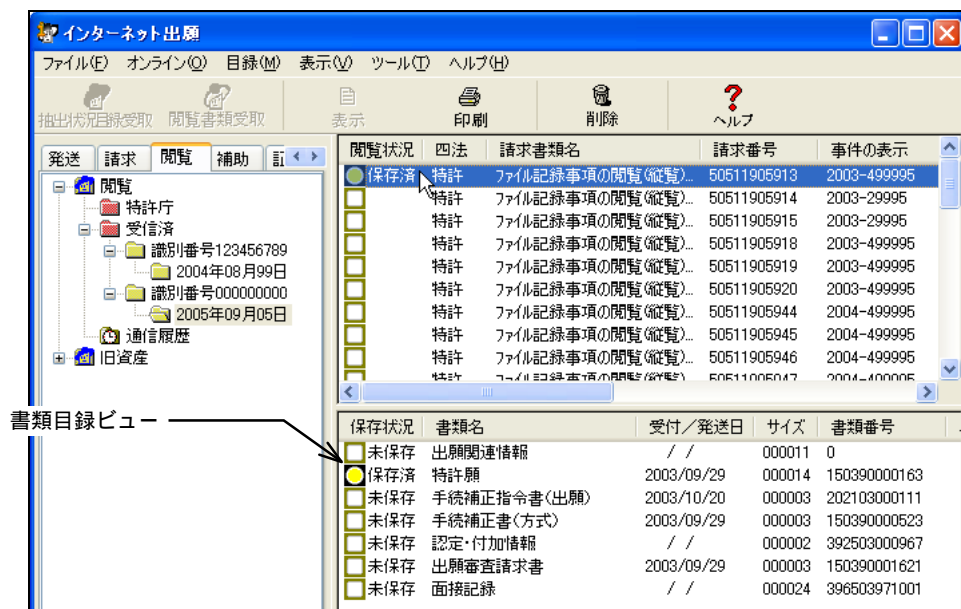 インターネット出願
ファイル(F) オンライン(O) 目録(M) 表示(V) ツール(T) ヘルプ(H)
抽出状況目録受取 閲覧書類受取 表示 印刷 削除 ヘルプ
発送 請求 閲覧 補助
閲覧
特許庁
受信済
識別番号123456789
2004年08月99日
識別番号000000000
2005年09月05日
通信履歴
旧資産
閲覧状況 四法 請求書類名 請求番号 事件の表示
保存済 特許 ファイル記録事項の閲覧(縦覧)... 50511905913 2003-499995
特許 ファイル記録事項の閲覧(縦覧)... 50511905914 2003-29995
特許 ファイル記録事項の閲覧(縦覧)... 50511905915 2003-29995
特許 ファイル記録事項の閲覧(縦覧)... 50511905918 2003-499995
特許 ファイル記録事項の閲覧(縦覧)... 50511905919 2003-499995
特許 ファイル記録事項の閲覧(縦覧)... 50511905920 2003-499995
特許 ファイル記録事項の閲覧(縦覧)... 50511905944 2004-499995
特許 ファイル記録事項の閲覧(縦覧)... 50511905945 2004-499995
特許 ファイル記録事項の閲覧(縦覧)... 50511905946 2004-499995
特許 ファイル記録事項の閲覧(縦覧)
書類目録ビュー
保存状況 書類名 受付/発送日 サイズ 書類番号
未保存 出願関連情報 / / 000011 0
保存済 特許願 2003/09/29 000014 150390000163
未保存 手続補正指令書(出願) 2003/10/20 000003 202103000111
未保存 手続補正書(方式) 2003/09/29 000003 150390000523
未保存 認定・付加情報 / / 000002 392503000967
未保存 出願審査請求書 2003/09/29 000003 150390001621
未保存 面接記録 / / 000024 396503971001